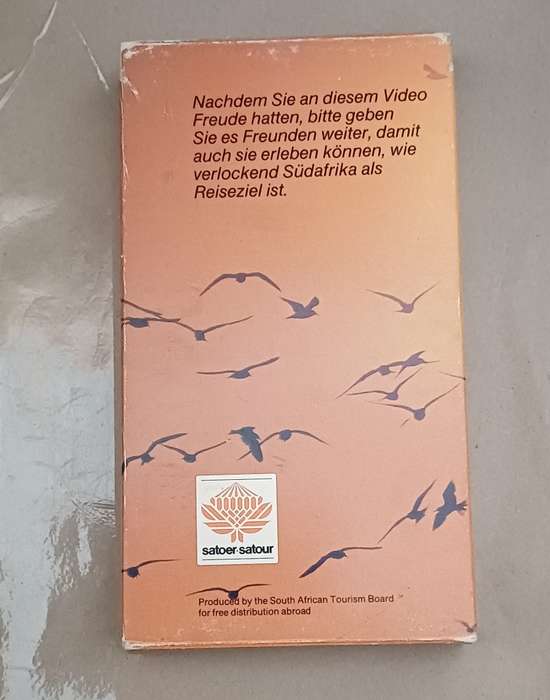 Nachdem Sie an diesem Video
Freude hatten, bitte geben
Sie es Freunden weiter, damit
auch sie erleben können, wie
verlockend Südafrika als
Reiseziel ist.
satoer·satour
Produced by the South African Tourism Board
for free distribution abroad